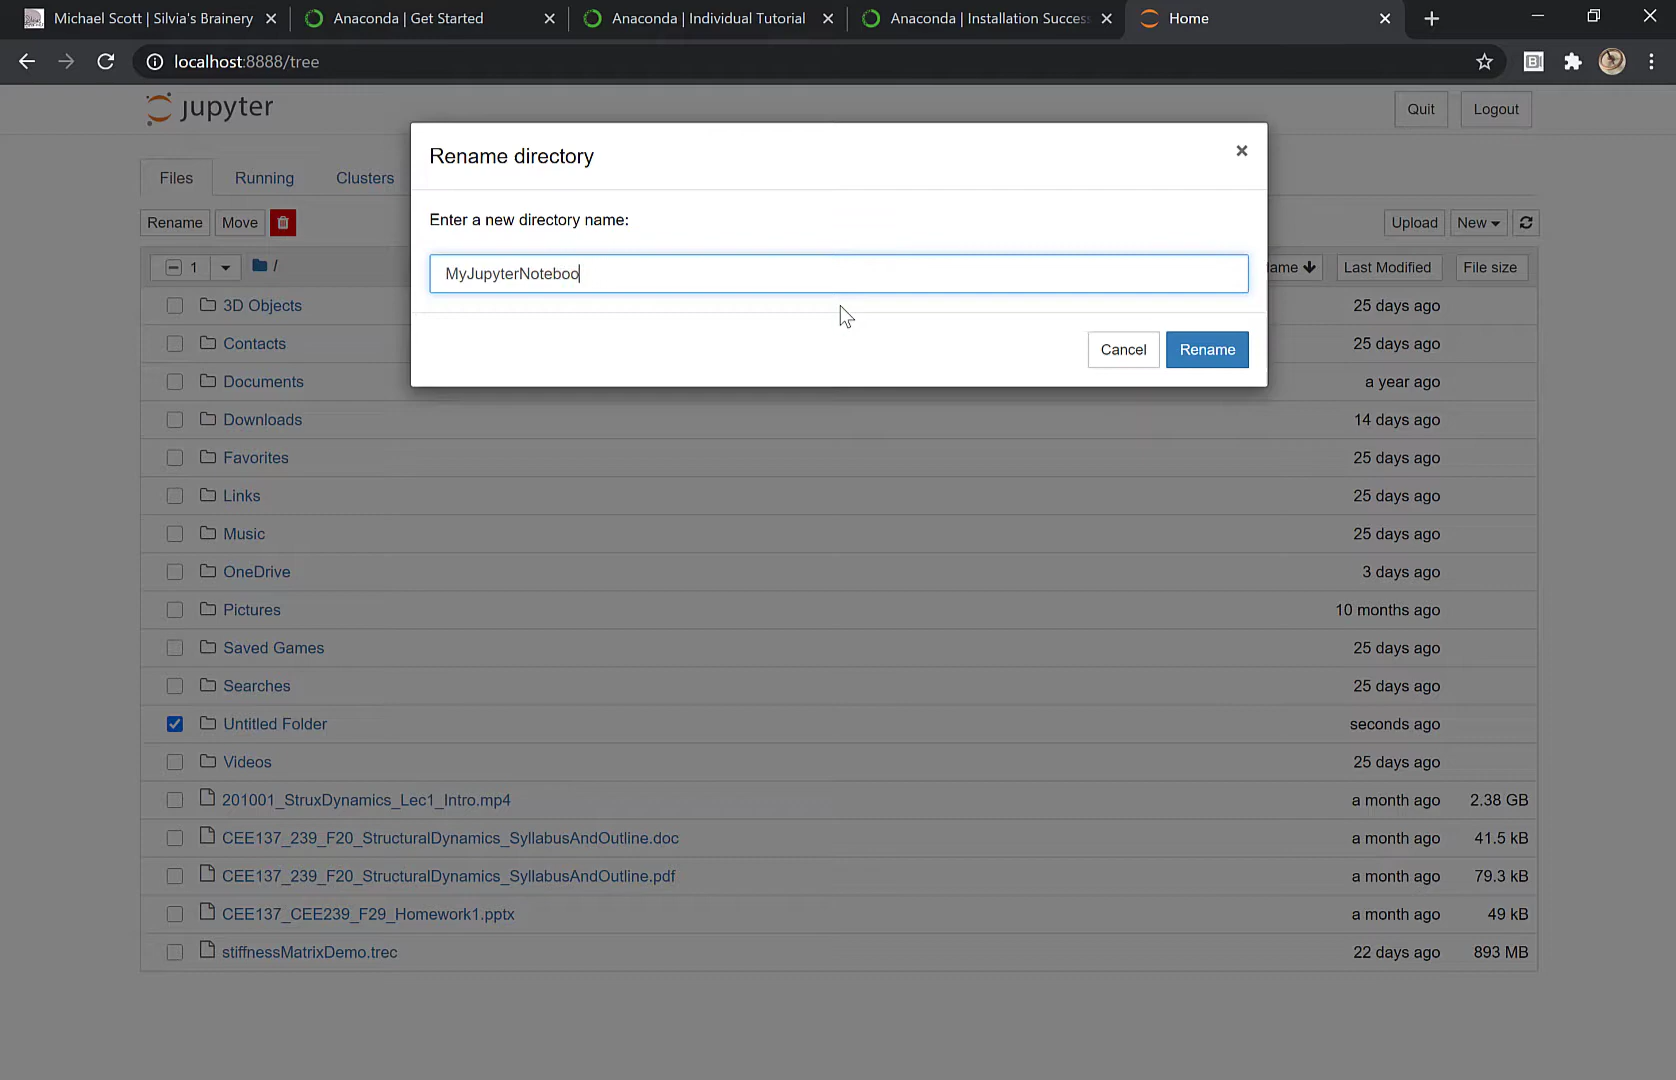 Michael Scott | Silvia's Brainery
Anaconda | Get Started
Anaconda | Individual Tutorial
Anaconda | Installation Succes
Home
localhost:8888/tree
jupyter
Quit
Logout
Files
Running
Clusters
Rename directory
Enter a new directory name:
MyJupyterNoteboo
Cancel
Rename
Rename
Move
Upload
New
1
/
ame
Last Modified
File size
3D Objects 25 days ago
Contacts 25 days ago
Documents a year ago
Downloads 14 days ago
Favorites 25 days ago
Links 25 days ago
Music 25 days ago
OneDrive 3 days ago
Pictures 10 months ago
Saved Games 25 days ago
Searches 25 days ago
Untitled Folder seconds ago
Videos 25 days ago
201001_StruxDynamics_Lec1_Intro.mp4 a month ago 2.38 GB
CEE137_239_F20_StructuralDynamics_SyllabusAndOutline.doc a month ago 41.5 kB
CEE137_239_F20_StructuralDynamics_SyllabusAndOutline.pdf a month ago 79.3 kB
CEE137_CEE239_F29_Homework1.pptx a month ago 49 kB
stiffnessMatrixDemo.trec 22 days ago 893 MB